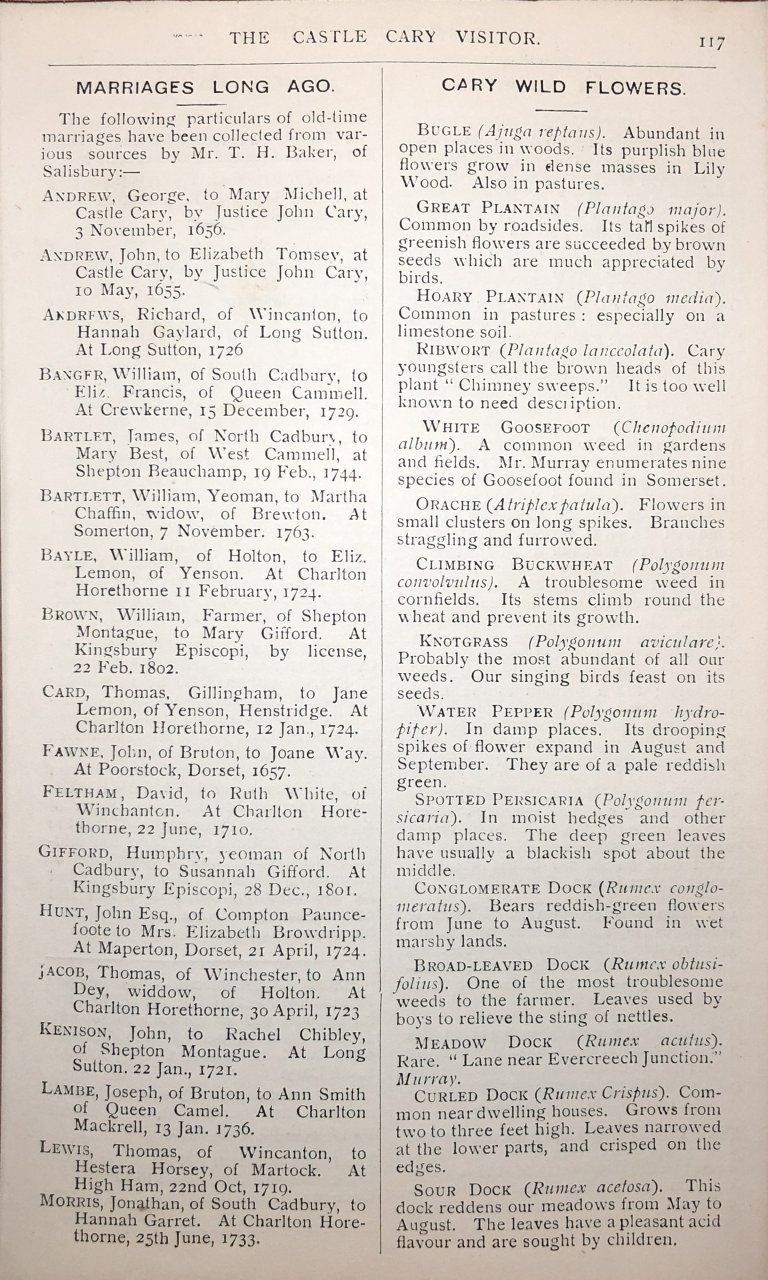 THE CASTLE CARY VISITOR.
117
MARRIAGES LONG AGO.
The following particulars of old-time
marriages have been collected from var-
ious sources by Mr. T. H. Baker, of
Salisbury:—
ANDREW, George, to Mary Michell, at
Castle Cary, by Justice John Cary,
3 November, 1656.
ANDREW, John, to Elizabeth Tomsey, at
Castle Cary, by Justice John Cary,
10 May, 1655.
ANDREWS, Richard, of Wincanton, to
Hannah Gaylard, of Long Sutton.
At Long Sutton, 1726
BANGER, William, of South Cadbury, to
Eliz. Francis, of Queen Cammell.
At Crewkerne, 15 December, 1729.
BARTLET, James, of North Cadbury, to
Mary Best, of West Cammell, at
Shepton Beauchamp, 19 Feb., 1744.
BARTLETT, William, Yeoman, to Martha
Chaffin, widow, of Brewton. At
Somerton, 7 November. 1763.
BAYLE, William, of Holton, to Eliz.
Lemon, of Yenson. At Charlton
Horethorne 11 February, 1724.
BROWN, William, Farmer, of Shepton
Montague, to Mary Gifford. At
Kingsbury Episcopi, by license,
22 Feb. 1802.
CARD, Thomas, Gillingham, to Jane
Lemon, of Yenson, Henstridge. At
Charlton Horethorne, 12 Jan., 1724.
FAWNE, John, of Bruton, to Joane Way.
At Poorstock, Dorset, 1657.
FELTHAM, David, to Ruth White, of
Winchanton. At Charlton Hore-
thorne, 22 June, 1710.
GIFFORD, Humphry, yeoman of North
Cadbury, to Susannah Gifford. At
Kingsbury Episcopi, 28 Dec., 1801.
HUNT, John Esq., of Compton Paunce-
foote to Mrs. Elizabeth Browdripp.
At Maperton, Dorset, 21 April, 1724.
JACOB, Thomas, of Winchester, to Ann
Dey, widdow, of Holton. At
Charlton Horethorne, 30 April, 1723
KENISON, John, to Rachel Chibley,
of Shepton Montague. At Long
Sutton. 22 Jan., 1721.
LAMBE, Joseph, of Bruton, to Ann Smith
of Queen Camel. At Charlton
Mackrell, 13 Jan. 1736.
LEWIS, Thomas, of Wincanton, to
Hestera Horsey, of Martock. At
High Ham, 22nd Oct, 1719.
MORRIS, Jonathan, of South Cadbury, to
Hannah Garret. At Charlton Hore-
thorne, 25th June, 1733.
CARY WILD FLOWERS.
BUGLE (Ajuga reptans). Abundant in
open places in woods. Its purplish blue
flowers grow in dense masses in Lily
Wood. Also in pastures.
GREAT PLANTAIN (Plantago major).
Common by roadsides. Its tall spikes of
greenish flowers are succeeded by brown
seeds which are much appreciated by
birds.
HOARY PLANTAIN (Plantago media).
Common in pastures : especially on a
limestone soil.
RIBWORT (Plantago lanceolata). Cary
youngsters call the brown heads of this
plant “ Chimney sweeps.” It is too well
known to need description.
WHITE GOOSEFOOT (Chenopodium
album). A common weed in gardens
and fields. Mr. Murray enumerates nine
species of Goosefoot found in Somerset.
ORACHE (Atriplex patula). Flowers in
small clusters on long spikes. Branches
straggling and furrowed.
CLIMBING BUCKWHEAT (Polygonum
convolvulus). A troublesome weed in
cornfields. Its stems climb round the
wheat and prevent its growth.
KNOTGRASS (Polygonum aviculare).
Probably the most abundant of all our
weeds. Our singing birds feast on its
seeds.
WATER PEPPER (Polygonum hydro-
piper). In damp places. Its drooping
spikes of flower expand in August and
September. They are of a pale reddish
green.
SPOTTED PERSICARIA (Polygonum per-
sicaria). In moist hedges and other
damp places. The deep green leaves
have usually a blackish spot about the
middle.
CONGLOMERATE DOCK (Rumex conglo-
meratus). Bears reddish-green flowers
from June to August. Found in wet
marshy lands.
BROAD-LEAVED DOCK (Rumex obtusi-
folius). One of the most troublesome
weeds to the farmer. Leaves used by
boys to relieve the sting of nettles.
MEADOW DOCK (Rumex acutus).
Rare. “ Lane near Evercreech Junction.”
Murray.
CURLED DOCK (Rumex Crispus). Com-
mon near dwelling houses. Grows from
two to three feet high. Leaves narrowed
at the lower parts, and crisped on the
edges.
SOUR DOCK (Rumex acetosa). This
dock reddens our meadows from May to
August. The leaves have a pleasant acid
flavour and are sought by children.